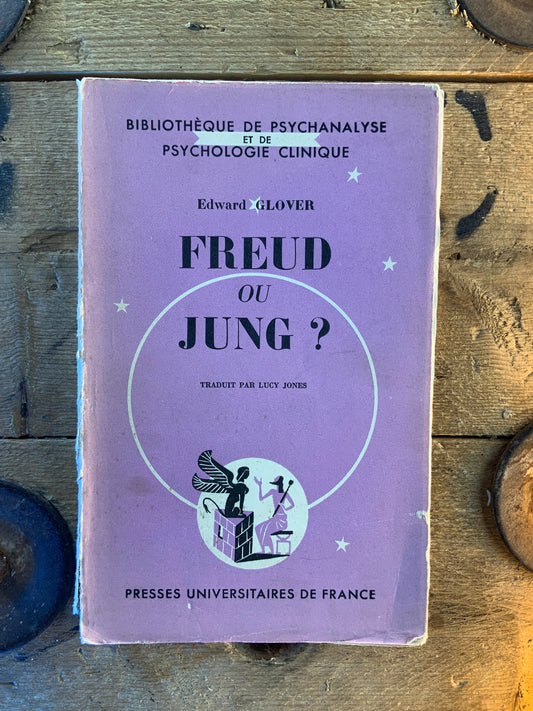 BIBLIOTHÈQUE DE PSYCHANALYSE
ET DE
PSYCHOLOGIE CLINIQUE
Edward GLOVER
FREUD
OU
JUNG ?
TRADUIT PAR LUCY JONES
PRESSES UNIVERSITAIRES DE FRANCE